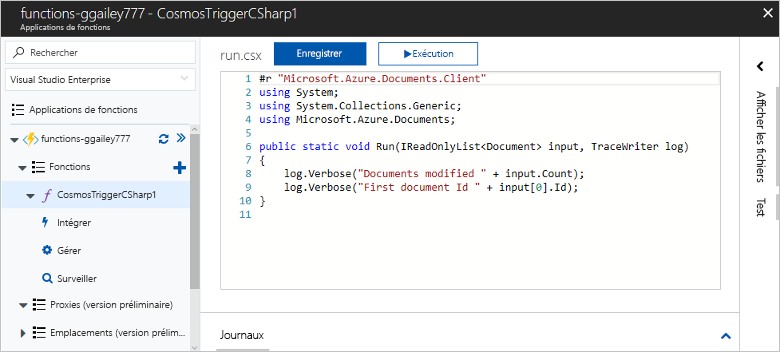 functions-ggailey777 - CosmosTriggerCSharp1
Applications de fonctions
Rechercher
Visual Studio Enterprise
Applications de fonctions
functions-ggailey777
Fonctions
CosmosTriggerCSharp1
Intégrer
Gérer
Surveiller
Proxies (version préliminaire)
Emplacements (version prélim...
run.csx
Enregistrer
Exécution
1 #r "Microsoft.Azure.Documents.Client"
2 using System;
3 using System.Collections.Generic;
4 using Microsoft.Azure.Documents;
5
6 public static void Run(IReadOnlyList<Document> input, TraceWriter log)
7 {
8 log.Verbose("Documents modified " + input.Count);
9 log.Verbose("First document Id " + input[0].Id);
10 }
11
Journaux
Afficher les fichiers
Test